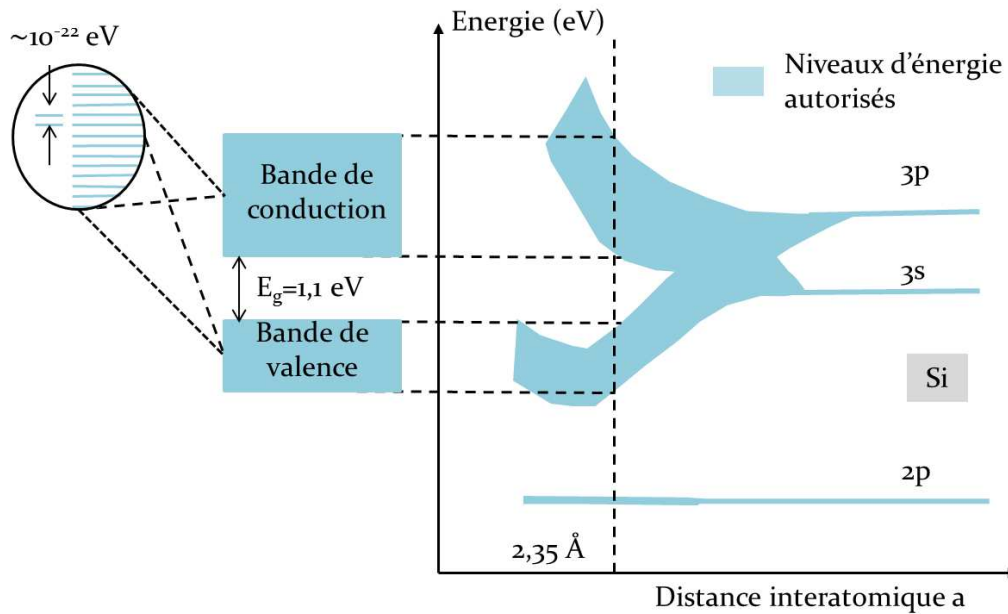 ~10⁻²² eV
Energie (eV)
Niveaux d'énergie
autorisés
Bande de
conduction
3p
E_g=1,1 eV
3s
Bande de
valence
Si
2p
2,35 Å
Distance interatomique a